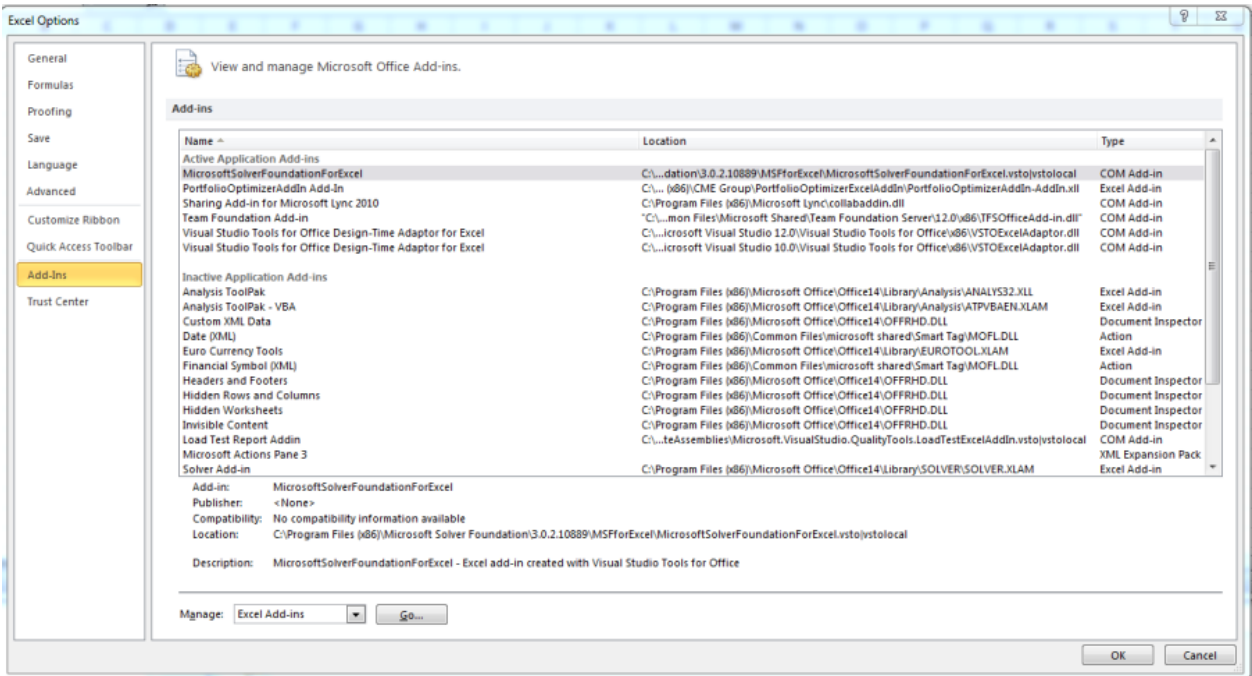 Excel Options
General
Formulas
Proofing
Save
Language
Advanced
Customize Ribbon
Quick Access Toolbar
Add-Ins
Trust Center
View and manage Microsoft Office Add-ins.
Add-ins
Name Location Type
Active Application Add-ins
MicrosoftSolverFoundationForExcel C:\...dation\3.0.2.10889\MSFforExcel\MicrosoftSolverFoundationForExcel.vsto|vstolocal COM Add-in
PortfolioOptimizerAddIn Add-In C:\... (x86)\CME Group\PortfolioOptimizerExcelAddIn\PortfolioOptimizerAddIn-AddIn.xll Excel Add-in
Sharing Add-in for Microsoft Lync 2010 C:\Program Files (x86)\Microsoft Lync\collabaddin.dll COM Add-in
Team Foundation Add-in "C:\...mon Files\Microsoft Shared\Team Foundation Server\12.0\x86\TFSOfficeAdd-in.dll" COM Add-in
Visual Studio Tools for Office Design-Time Adaptor for Excel C:\...icrosoft Visual Studio 12.0\Visual Studio Tools for Office\x86\VSTOExcelAdaptor.dll COM Add-in
Visual Studio Tools for Office Design-Time Adaptor for Excel C:\...icrosoft Visual Studio 10.0\Visual Studio Tools for Office\x86\VSTOExcelAdaptor.dll COM Add-in
Inactive Application Add-ins
Analysis ToolPak C:\Program Files (x86)\Microsoft Office\Office14\Library\Analysis\ANALYS32.XLL Excel Add-in
Analysis ToolPak - VBA C:\Program Files (x86)\Microsoft Office\Office14\Library\Analysis\ATPVBAEN.XLAM Excel Add-in
Custom XML Data C:\Program Files (x86)\Microsoft Office\Office14\OFFRHD.DLL Document Inspector
Date (XML) C:\Program Files (x86)\Common Files\microsoft shared\Smart Tag\MOFL.DLL Action
Euro Currency Tools C:\Program Files (x86)\Microsoft Office\Office14\Library\EUROTOOL.XLAM Excel Add-in
Financial Symbol (XML) C:\Program Files (x86)\Common Files\microsoft shared\Smart Tag\MOFL.DLL Action
Headers and Footers C:\Program Files (x86)\Microsoft Office\Office14\OFFRHD.DLL Document Inspector
Hidden Rows and Columns C:\Program Files (x86)\Microsoft Office\Office14\OFFRHD.DLL Document Inspector
Hidden Worksheets C:\Program Files (x86)\Microsoft Office\Office14\OFFRHD.DLL Document Inspector
Invisible Content C:\Program Files (x86)\Microsoft Office\Office14\OFFRHD.DLL Document Inspector
Load Test Report Addin C:\...teAssemblies\Microsoft.VisualStudio.QualityTools.LoadTestExcelAddIn.vsto|vstolocal COM Add-in
Microsoft Actions Pane 3 XML Expansion Pack
Solver Add-in C:\Program Files (x86)\Microsoft Office\Office14\Library\SOLVER\SOLVER.XLAM Excel Add-in
Add-in: MicrosoftSolverFoundationForExcel
Publisher: <None>
Compatibility: No compatibility information available
Location: C:\Program Files (x86)\Microsoft Solver Foundation\3.0.2.10889\MSFforExcel\MicrosoftSolverFoundationForExcel.vsto|vstolocal
Description: MicrosoftSolverFoundationForExcel - Excel add-in created with Visual Studio Tools for Office
Manage: Excel Add-ins Go...
OK Cancel